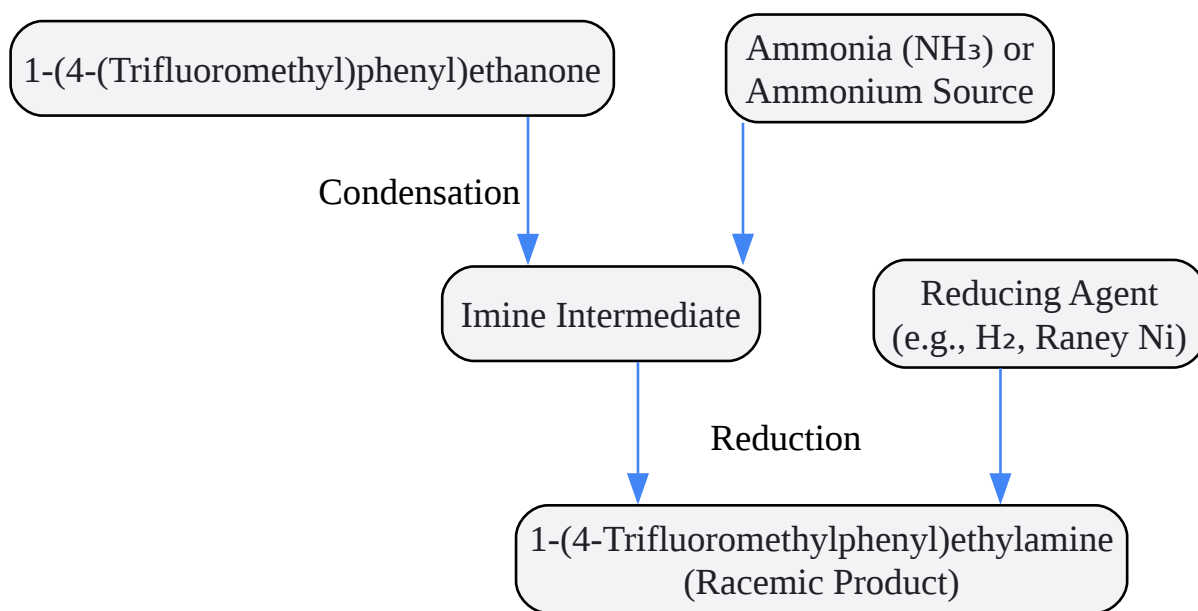 1-(4-(Trifluoromethyl)phenyl)ethanone
Ammonia (NH₃) or
Ammonium Source
Condensation
Imine Intermediate
Reducing Agent
(e.g., H₂, Raney Ni)
Reduction
1-(4-Trifluoromethylphenyl)ethylamine
(Racemic Product)